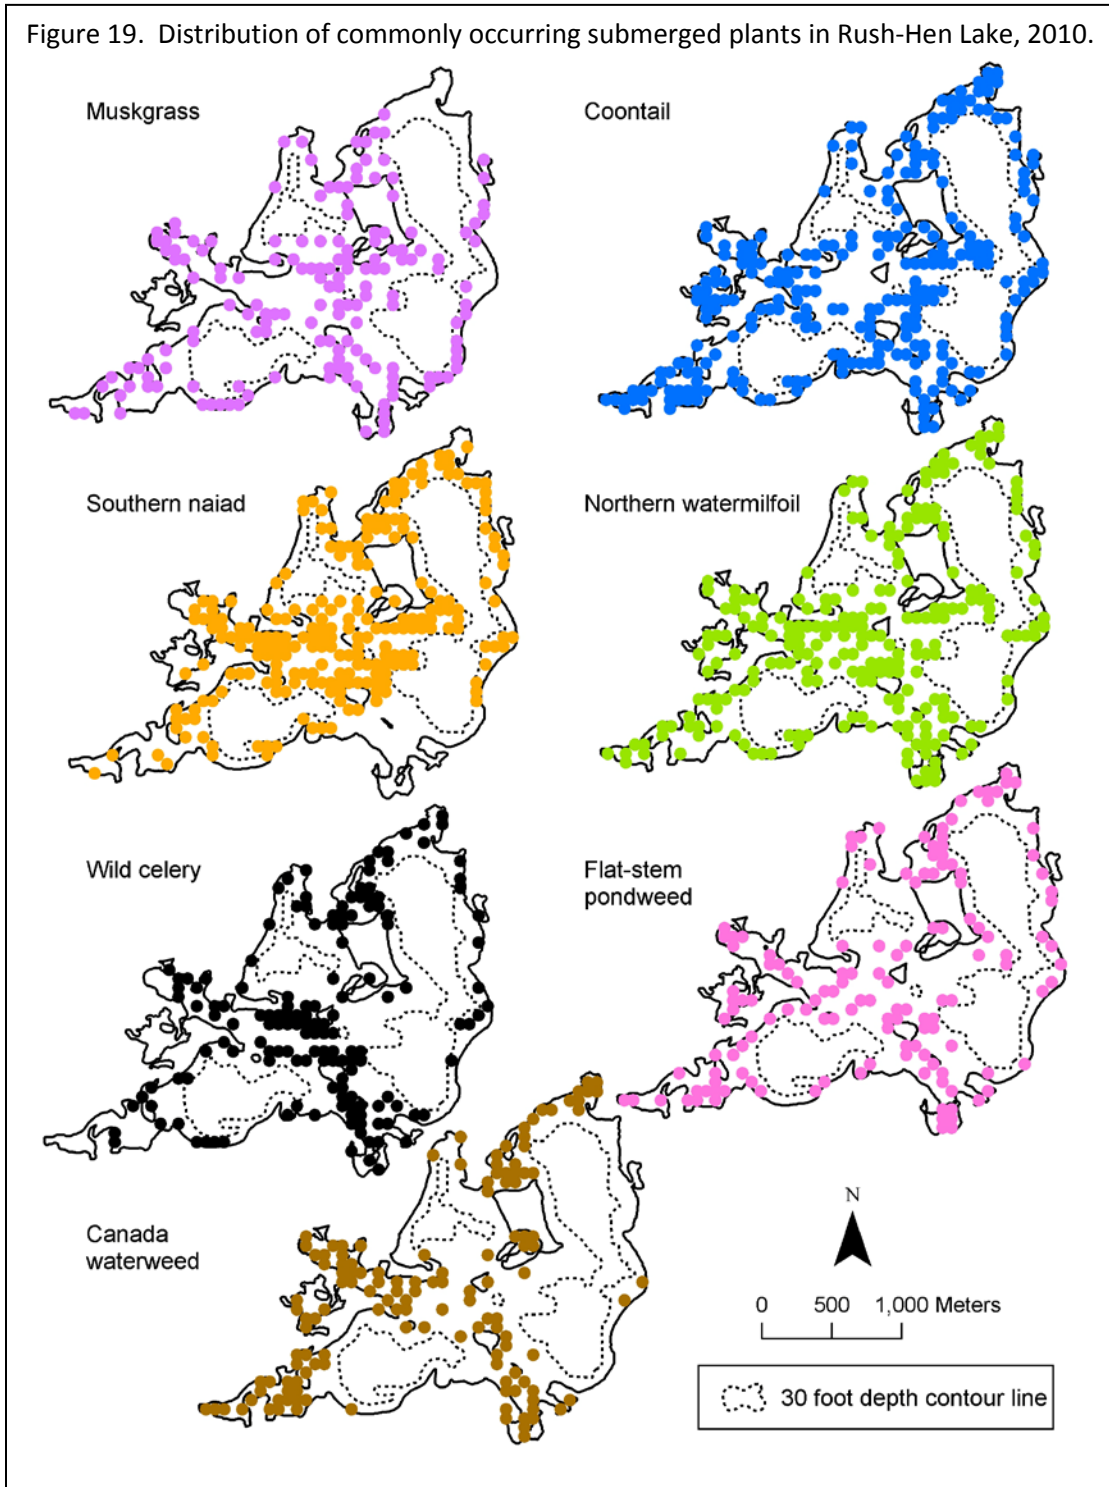 Figure 19.  Distribution of commonly occurring submerged plants in Rush-Hen Lake, 2010.
Muskgrass
Coontail
Southern naiad
Northern watermilfoil
Wild celery
Flat-stem
pondweed
Canada
waterweed
N
0 500 1,000 Meters
30 foot depth contour line